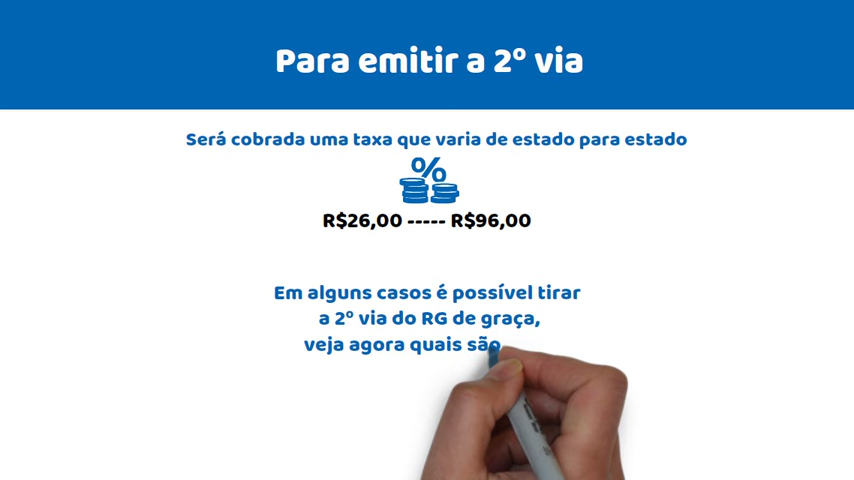 Para emitir a 2º via
Será cobrada uma taxa que varia de estado para estado
%
R$26,00 ----- R$96,00
Em alguns casos é possível tirar
a 2º via do RG de graça,
veja agora quais são